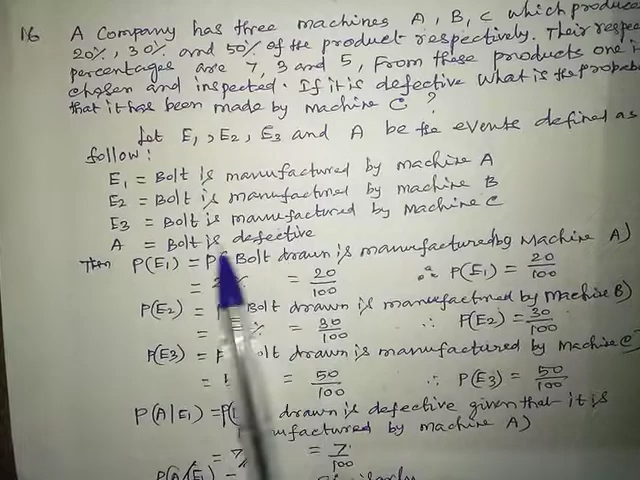 16 A Company has three machines A, B, C which produce
20%, 30% and 50% of the product respectively. Their respe
percentages are 7, 3 and 5, From these products one i
chosen and inspected. If it is defective what is the probab
that it has been made by machine C ?
Let E1, E2, E3 and A be the events defined as
follow:
E1 = Bolt is manufactured by machine A
E2 = Bolt is manufactured by machine B
E3 = Bolt is manufactured by Machine C
A = Bolt is defective
Then P(E1) = P( Bolt drawn is manufactured by Machine A)
= = 20/100 ∴ P(E1) = 20/100
P(E2) = Bolt drawn is manufactured by Machine B)
= % = 30/100 ∴ P(E2) = 30/100
P(E3) = olt drawn is manufactured by Machine C)
= = 50/100 ∴ P(E3) = 50/100
P(A|E1) = P( drawn is defective given that it is
ufactured by machine A)
= 7% = 7/100